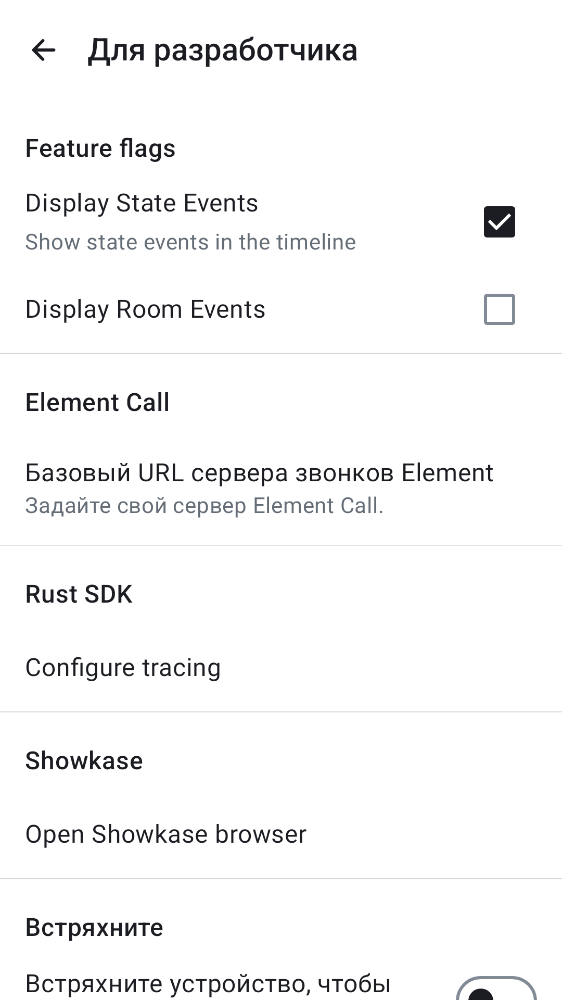 Для разработчика
Feature flags
Display State Events
Show state events in the timeline
Display Room Events
Element Call
Базовый URL сервера звонков Element
Задайте свой сервер Element Call.
Rust SDK
Configure tracing
Showkase
Open Showkase browser
Встряхните
Встряхните устройство, чтобы